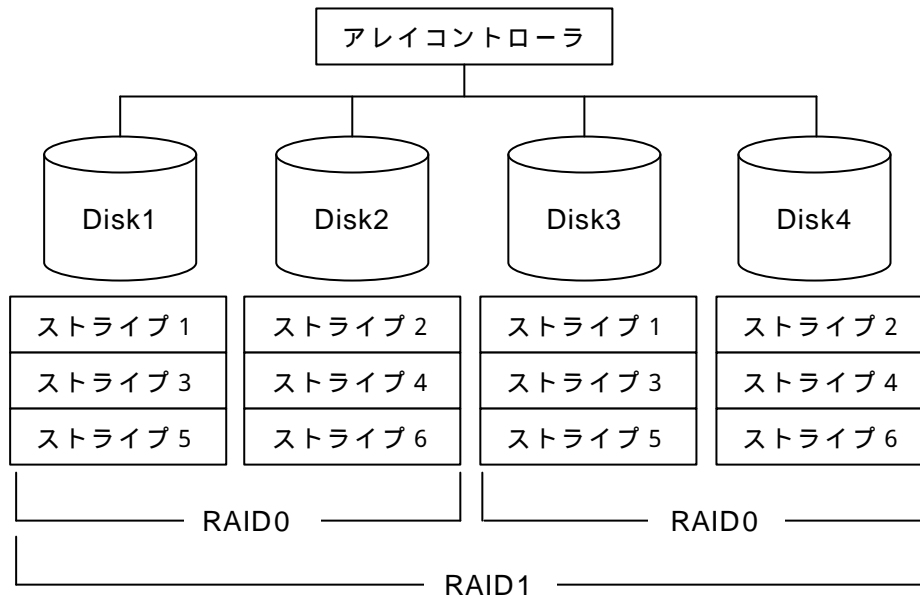 アレイコントローラ
Disk1 Disk2 Disk3 Disk4
ストライプ1 ストライプ2 ストライプ1 ストライプ2
ストライプ3 ストライプ4 ストライプ3 ストライプ4
ストライプ5 ストライプ6 ストライプ5 ストライプ6
RAID0 RAID0
RAID1